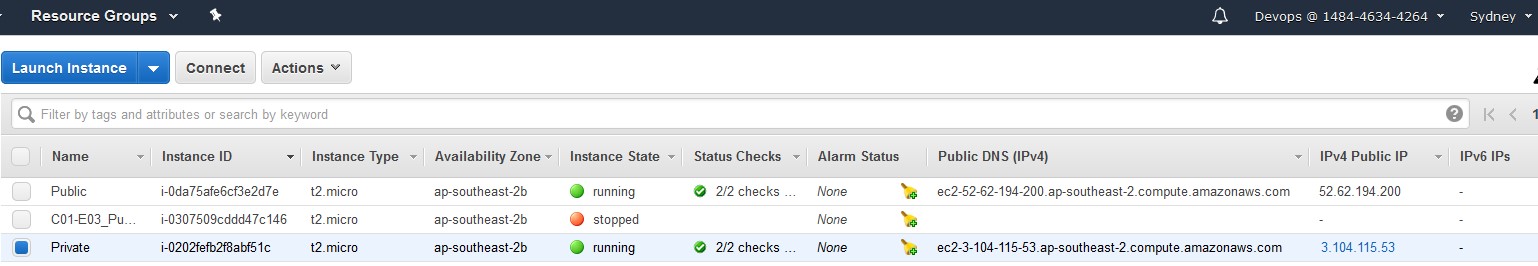 Resource Groups Devops @ 1484-4634-4264 Sydney
Launch Instance Connect Actions
Filter by tags and attributes or search by keyword ? 1
Name Instance ID Instance Type Availability Zone Instance State Status Checks Alarm Status Public DNS (IPv4) IPv4 Public IP IPv6 IPs
Public i-0da75afe6cf3e2d7e t2.micro ap-southeast-2b running 2/2 checks ... None ec2-52-62-194-200.ap-southeast-2.compute.amazonaws.com 52.62.194.200 -
C01-E03_Pu... i-0307509cddd47c146 t2.micro ap-southeast-2b stopped None - -
Private i-0202fefb2f8abf51c t2.micro ap-southeast-2b running 2/2 checks ... None ec2-3-104-115-53.ap-southeast-2.compute.amazonaws.com 3.104.115.53 -